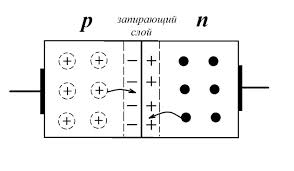 p запирающий n
слой
+ + − +
− +
+ + − +
+ + − +